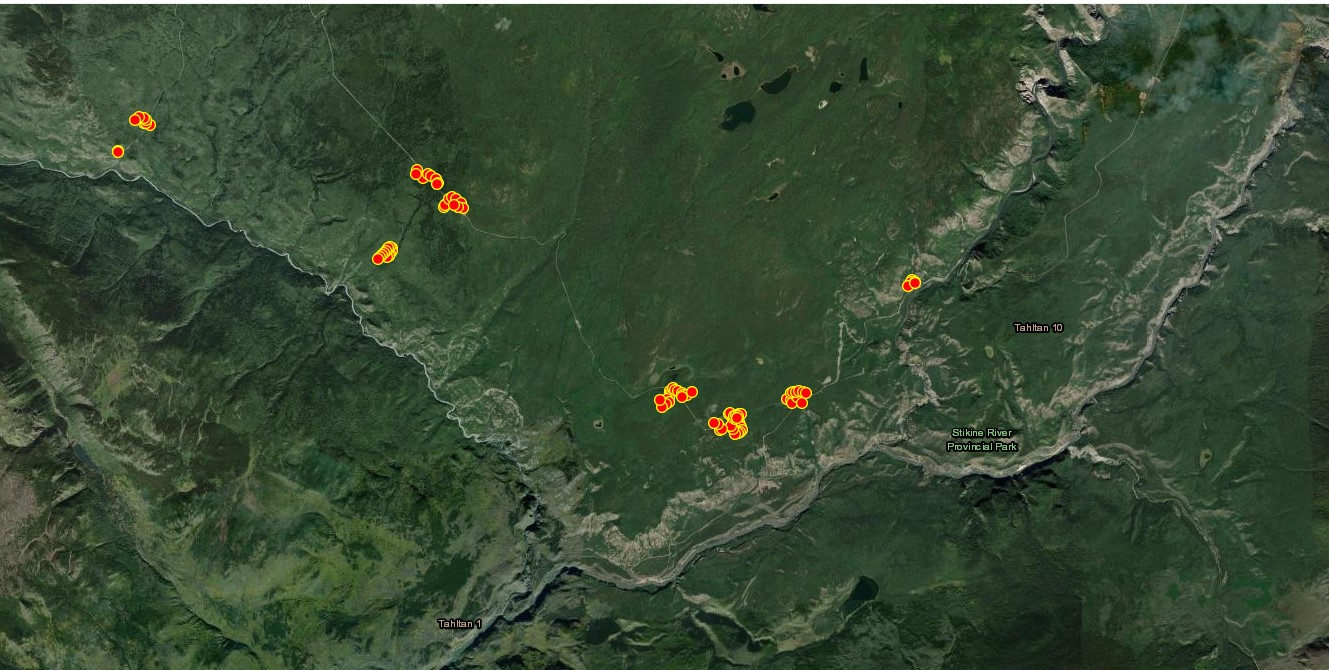 Tahltan 10
Stikine River
Provincial Park
Tahltan 1